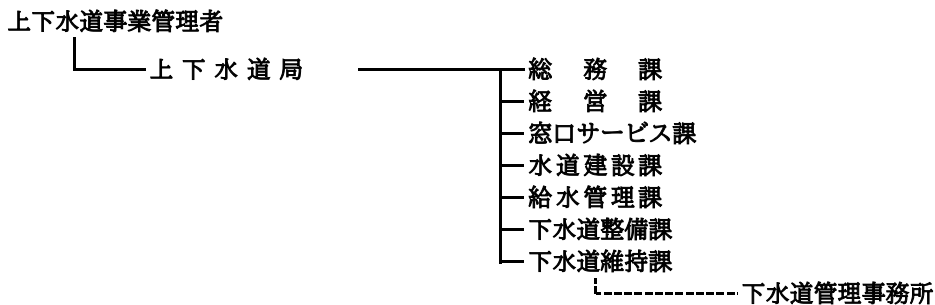 上下水道事業管理者
上下水道局 総務課
経営課
窓口サービス課
水道建設課
給水管理課
下水道整備課
下水道維持課
下水道管理事務所